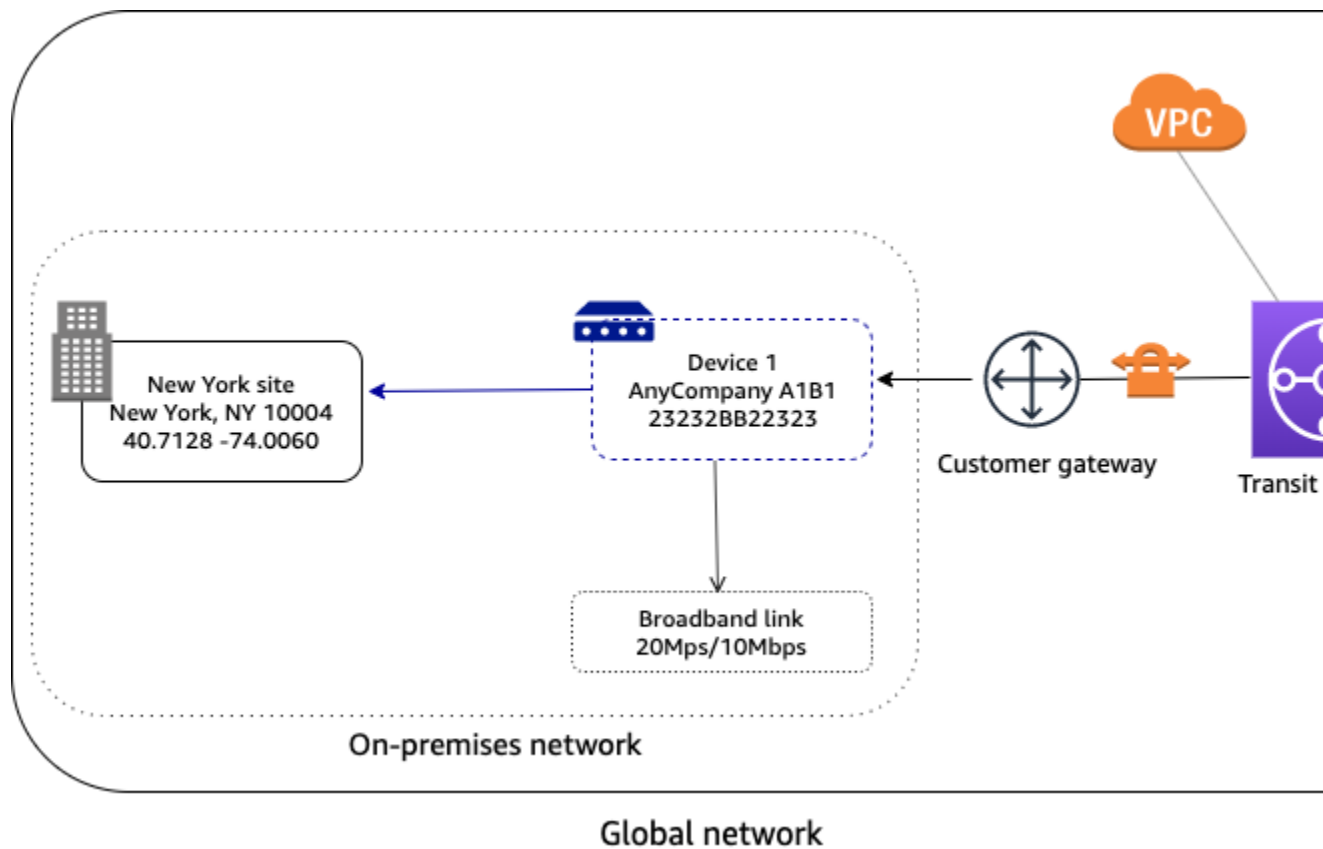 VPC
New York site
New York, NY 10004
40.7128 -74.0060
Device 1
AnyCompany A1B1
23232BB22323
Customer gateway
Transit
Broadband link
20Mps/10Mbps
On-premises network
Global network